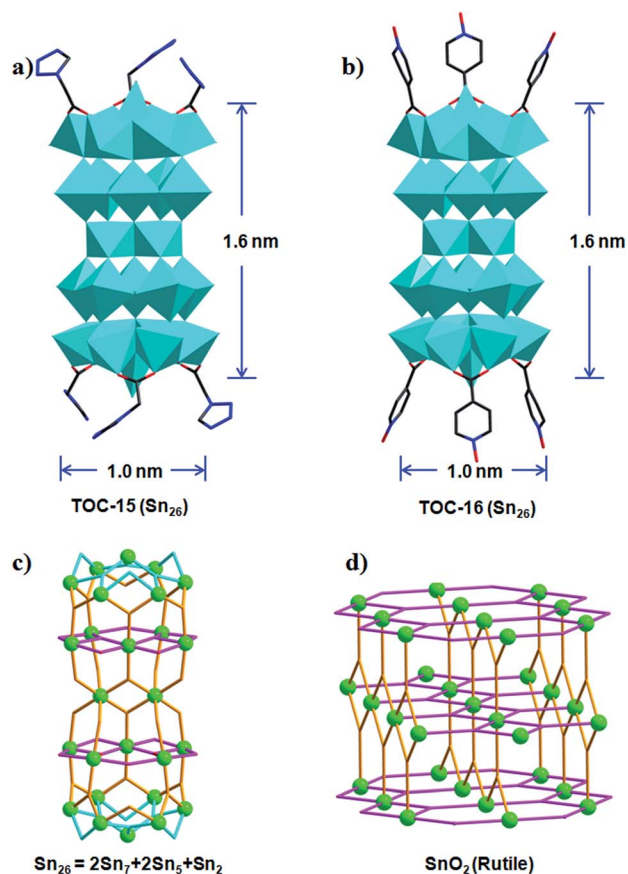 a)
b)
1.6 nm
1.6 nm
1.0 nm
1.0 nm
TOC-15 (Sn26)
TOC-16 (Sn26)
c)
d)
Sn26 = 2Sn7+2Sn5+Sn2
SnO2 (Rutile)